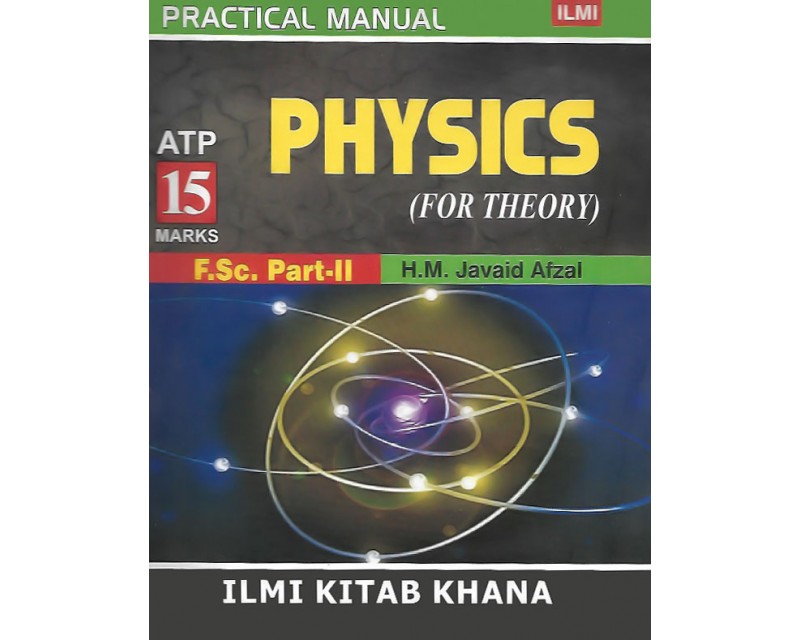 PRACTICAL MANUAL
ILMI
PHYSICS
(FOR THEORY)
ATP
15
MARKS
F.Sc. Part-II
H.M. Javaid Afzal
ILMI KITAB KHANA